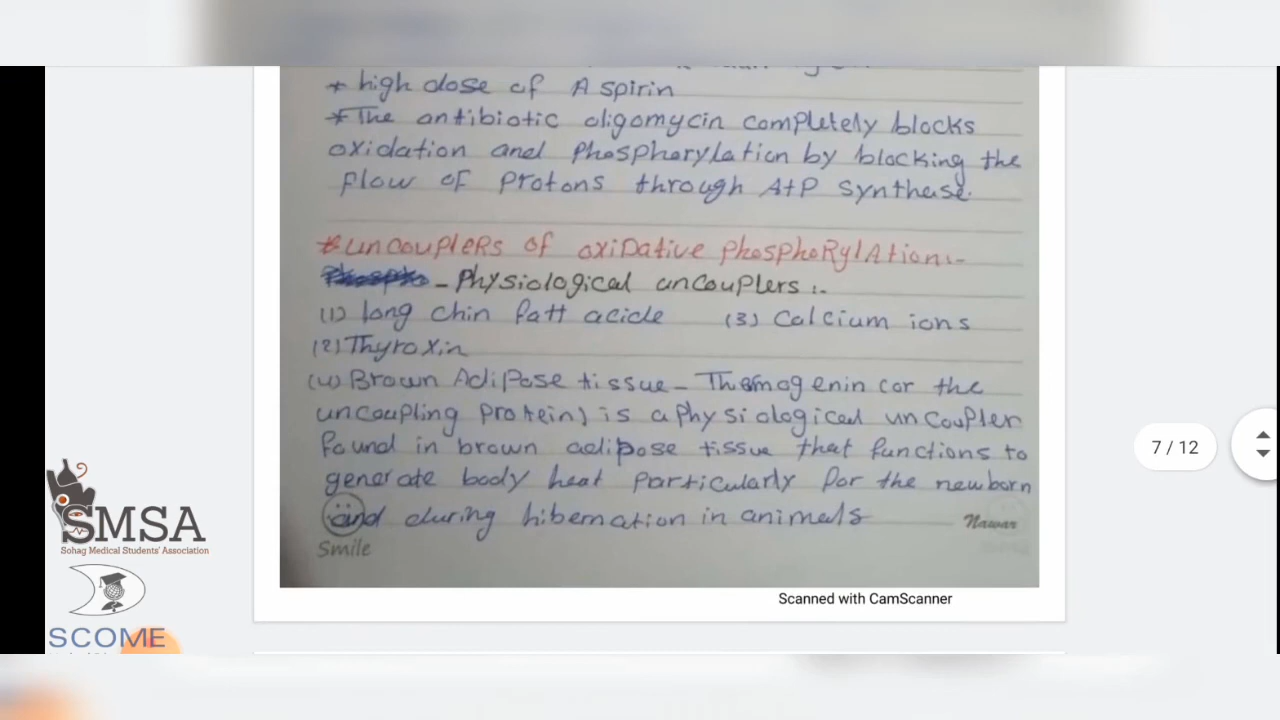 * high dose of Aspirin
*The antibiotic oligomycin completely blocks
oxidation and phosphorylation by blocking the
flow of protons through AtP synthase.
*uncouplers of oxidative phosphorylation:-
- Physiological uncouplers :-
(1) long chin fatt acide (3) Calcium ions
(2) Thyroxin
(4) Brown Adipose tissue - Thermogenin (or the
uncoupling protein) is a physiological uncoupler
found in brown adipose tissue that functions to
generate body heat particularly for the newborn
and during hibernation in animals
Nawar
Smile
Scanned with CamScanner
7 / 12
SMSA
Sohag Medical Students' Association
SCOME